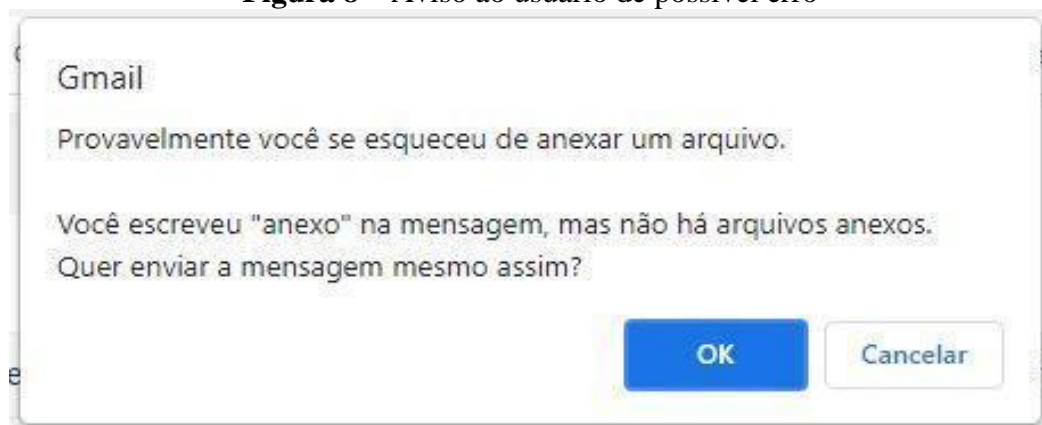 Gmail
Provavelmente você se esqueceu de anexar um arquivo.
Você escreveu "anexo" na mensagem, mas não há arquivos anexos.
Quer enviar a mensagem mesmo assim?
OK
Cancelar